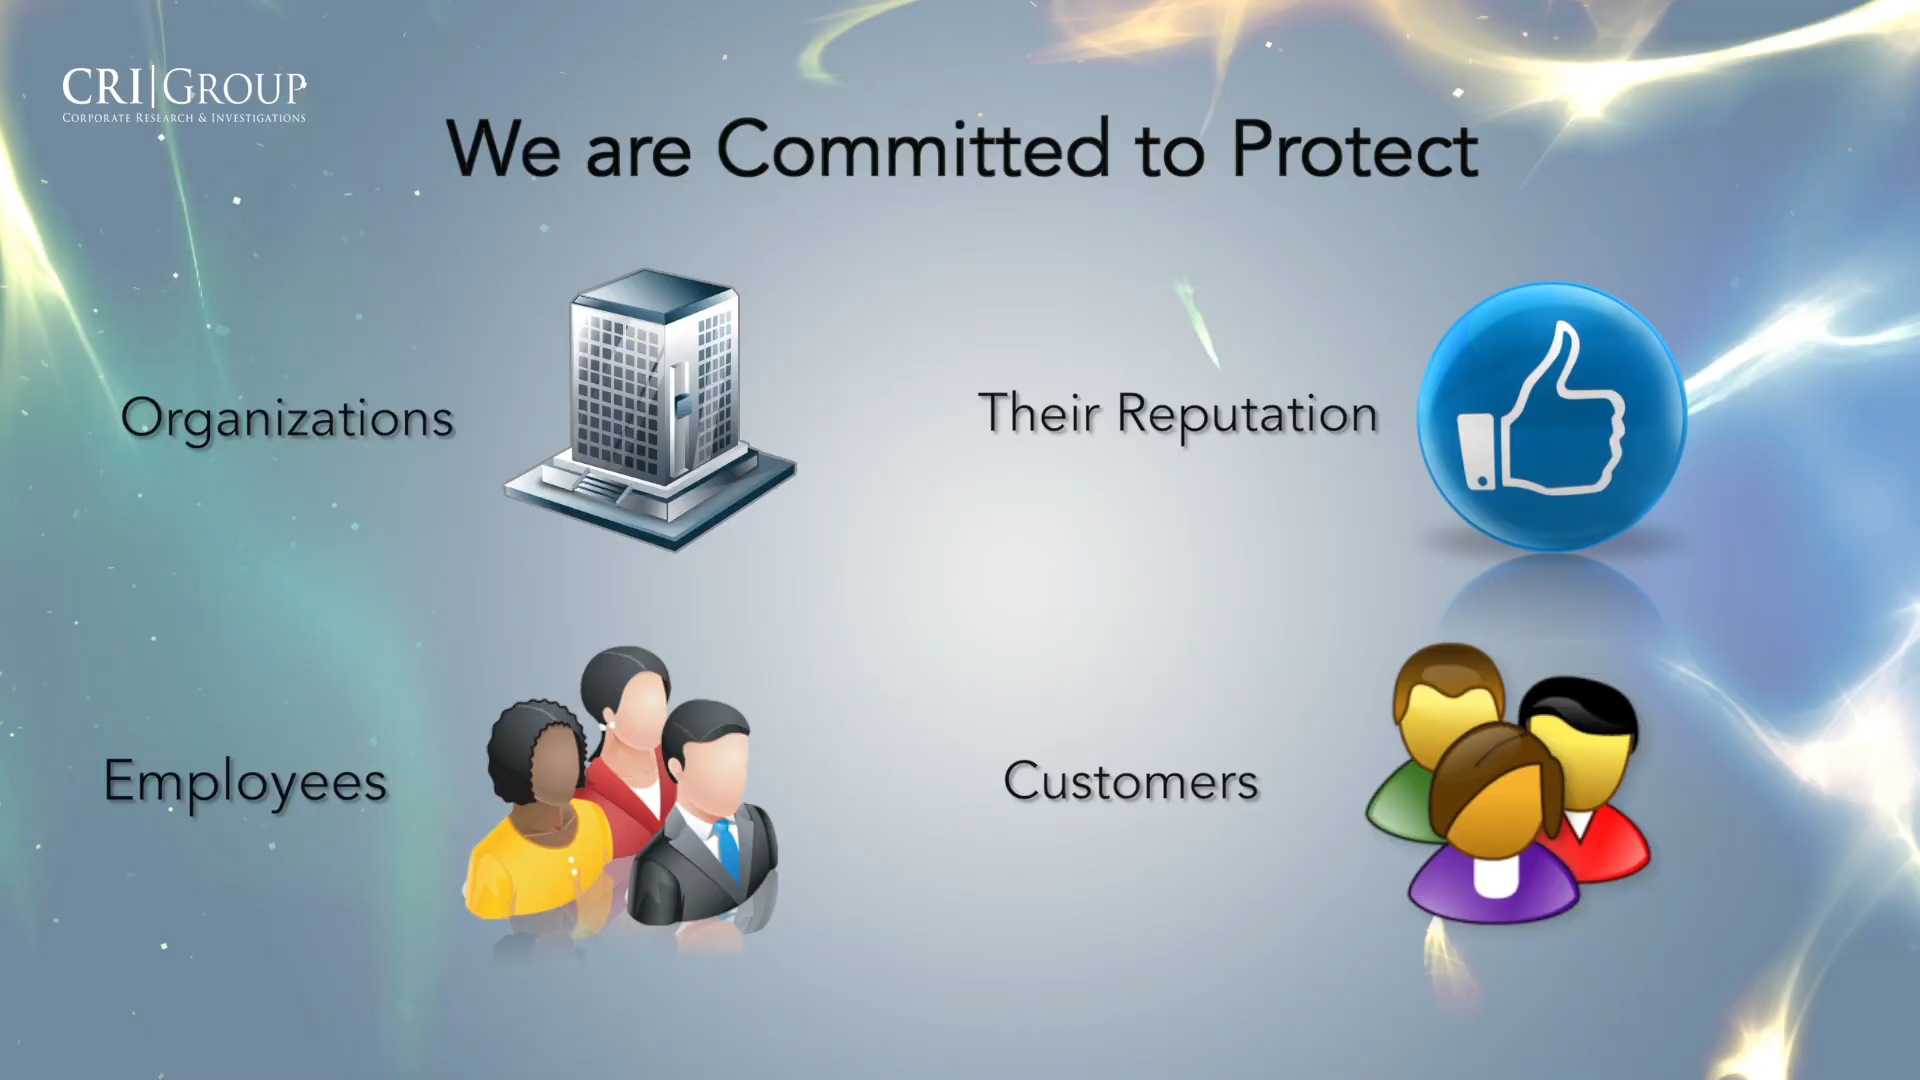 CRI|GROUP
CORPORATE RESEARCH & INVESTIGATIONS
We are Committed to Protect
Organizations
Their Reputation
Employees
Customers